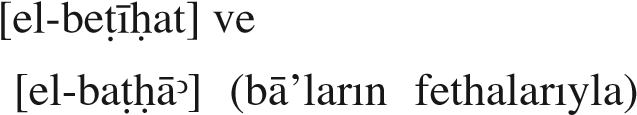 [el-beṭīḥat] ve
[el-baṭḥāʾ] (bā’ların fethalarıyla)